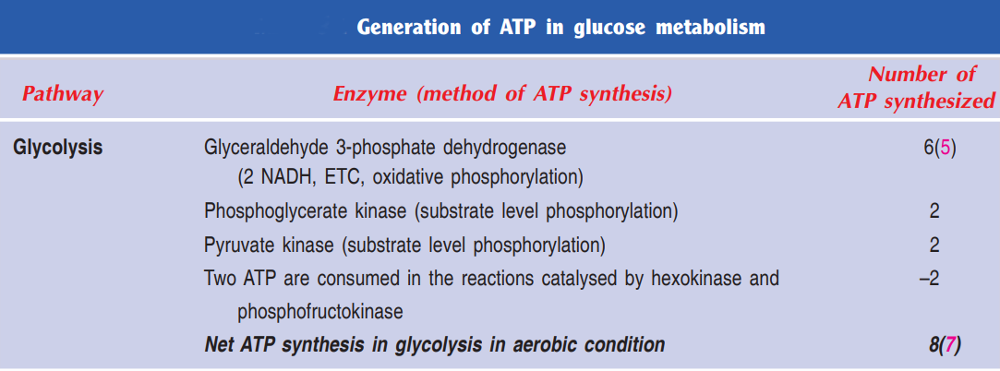 Generation of ATP in glucose metabolism
Pathway Enzyme (method of ATP synthesis) Number of ATP synthesized
Glycolysis Glyceraldehyde 3-phosphate dehydrogenase 6(5)
(2 NADH, ETC, oxidative phosphorylation)
Phosphoglycerate kinase (substrate level phosphorylation) 2
Pyruvate kinase (substrate level phosphorylation) 2
Two ATP are consumed in the reactions catalysed by hexokinase and –2
phosphofructokinase
Net ATP synthesis in glycolysis in aerobic condition 8(7)